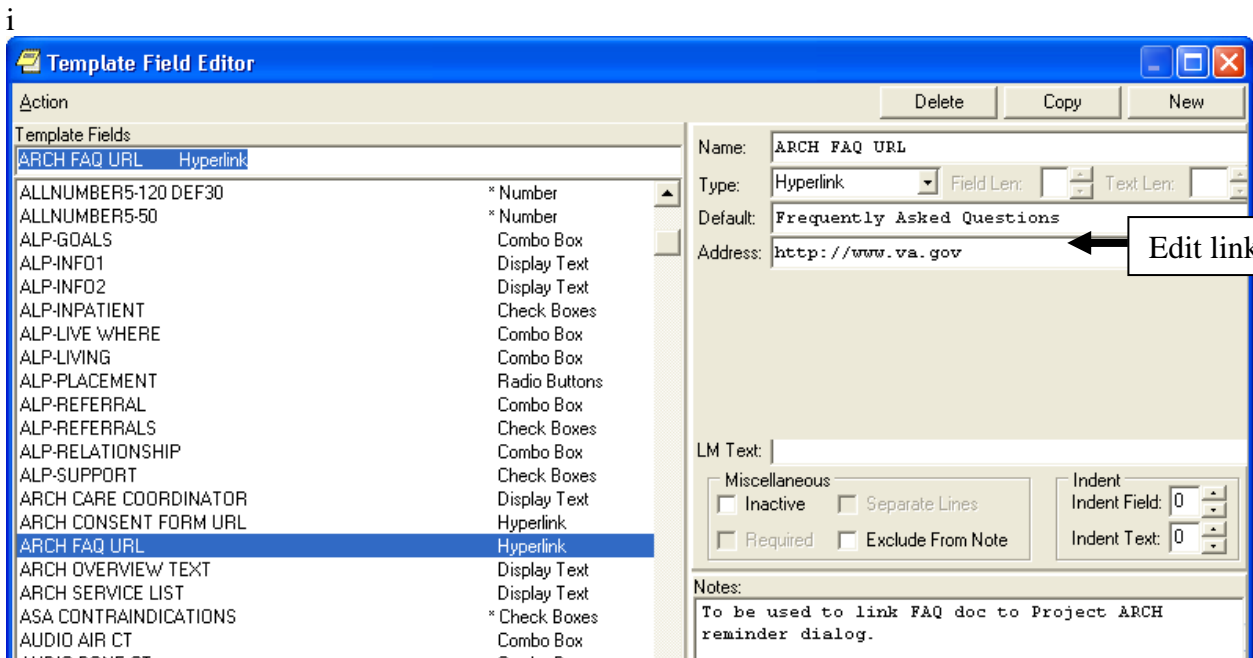 i
Template Field Editor
Action Delete Copy New
Template Fields
ARCH FAQ URL Hyperlink
ALLNUMBER5-120 DEF30 * Number
ALLNUMBER5-50 * Number
ALP-GOALS Combo Box
ALP-INFO1 Display Text
ALP-INFO2 Display Text
ALP-INPATIENT Check Boxes
ALP-LIVE WHERE Combo Box
ALP-LIVING Combo Box
ALP-PLACEMENT Radio Buttons
ALP-REFERRAL Combo Box
ALP-REFERRALS Check Boxes
ALP-RELATIONSHIP Combo Box
ALP-SUPPORT Check Boxes
ARCH CARE COORDINATOR Display Text
ARCH CONSENT FORM URL Hyperlink
ARCH FAQ URL Hyperlink
ARCH OVERVIEW TEXT Display Text
ARCH SERVICE LIST Display Text
ASA CONTRAINDICATIONS * Check Boxes
AUDIO AIR CT Combo Box
Name: ARCH FAQ URL
Type: Hyperlink Field Len: Text Len:
Default: Frequently Asked Questions
Address: http://www.va.gov
Edit link
LM Text:
Miscellaneous
Inactive Separate Lines
Required Exclude From Note
Indent
Indent Field: 0
Indent Text: 0
Notes:
To be used to link FAQ doc to Project ARCH
reminder dialog.